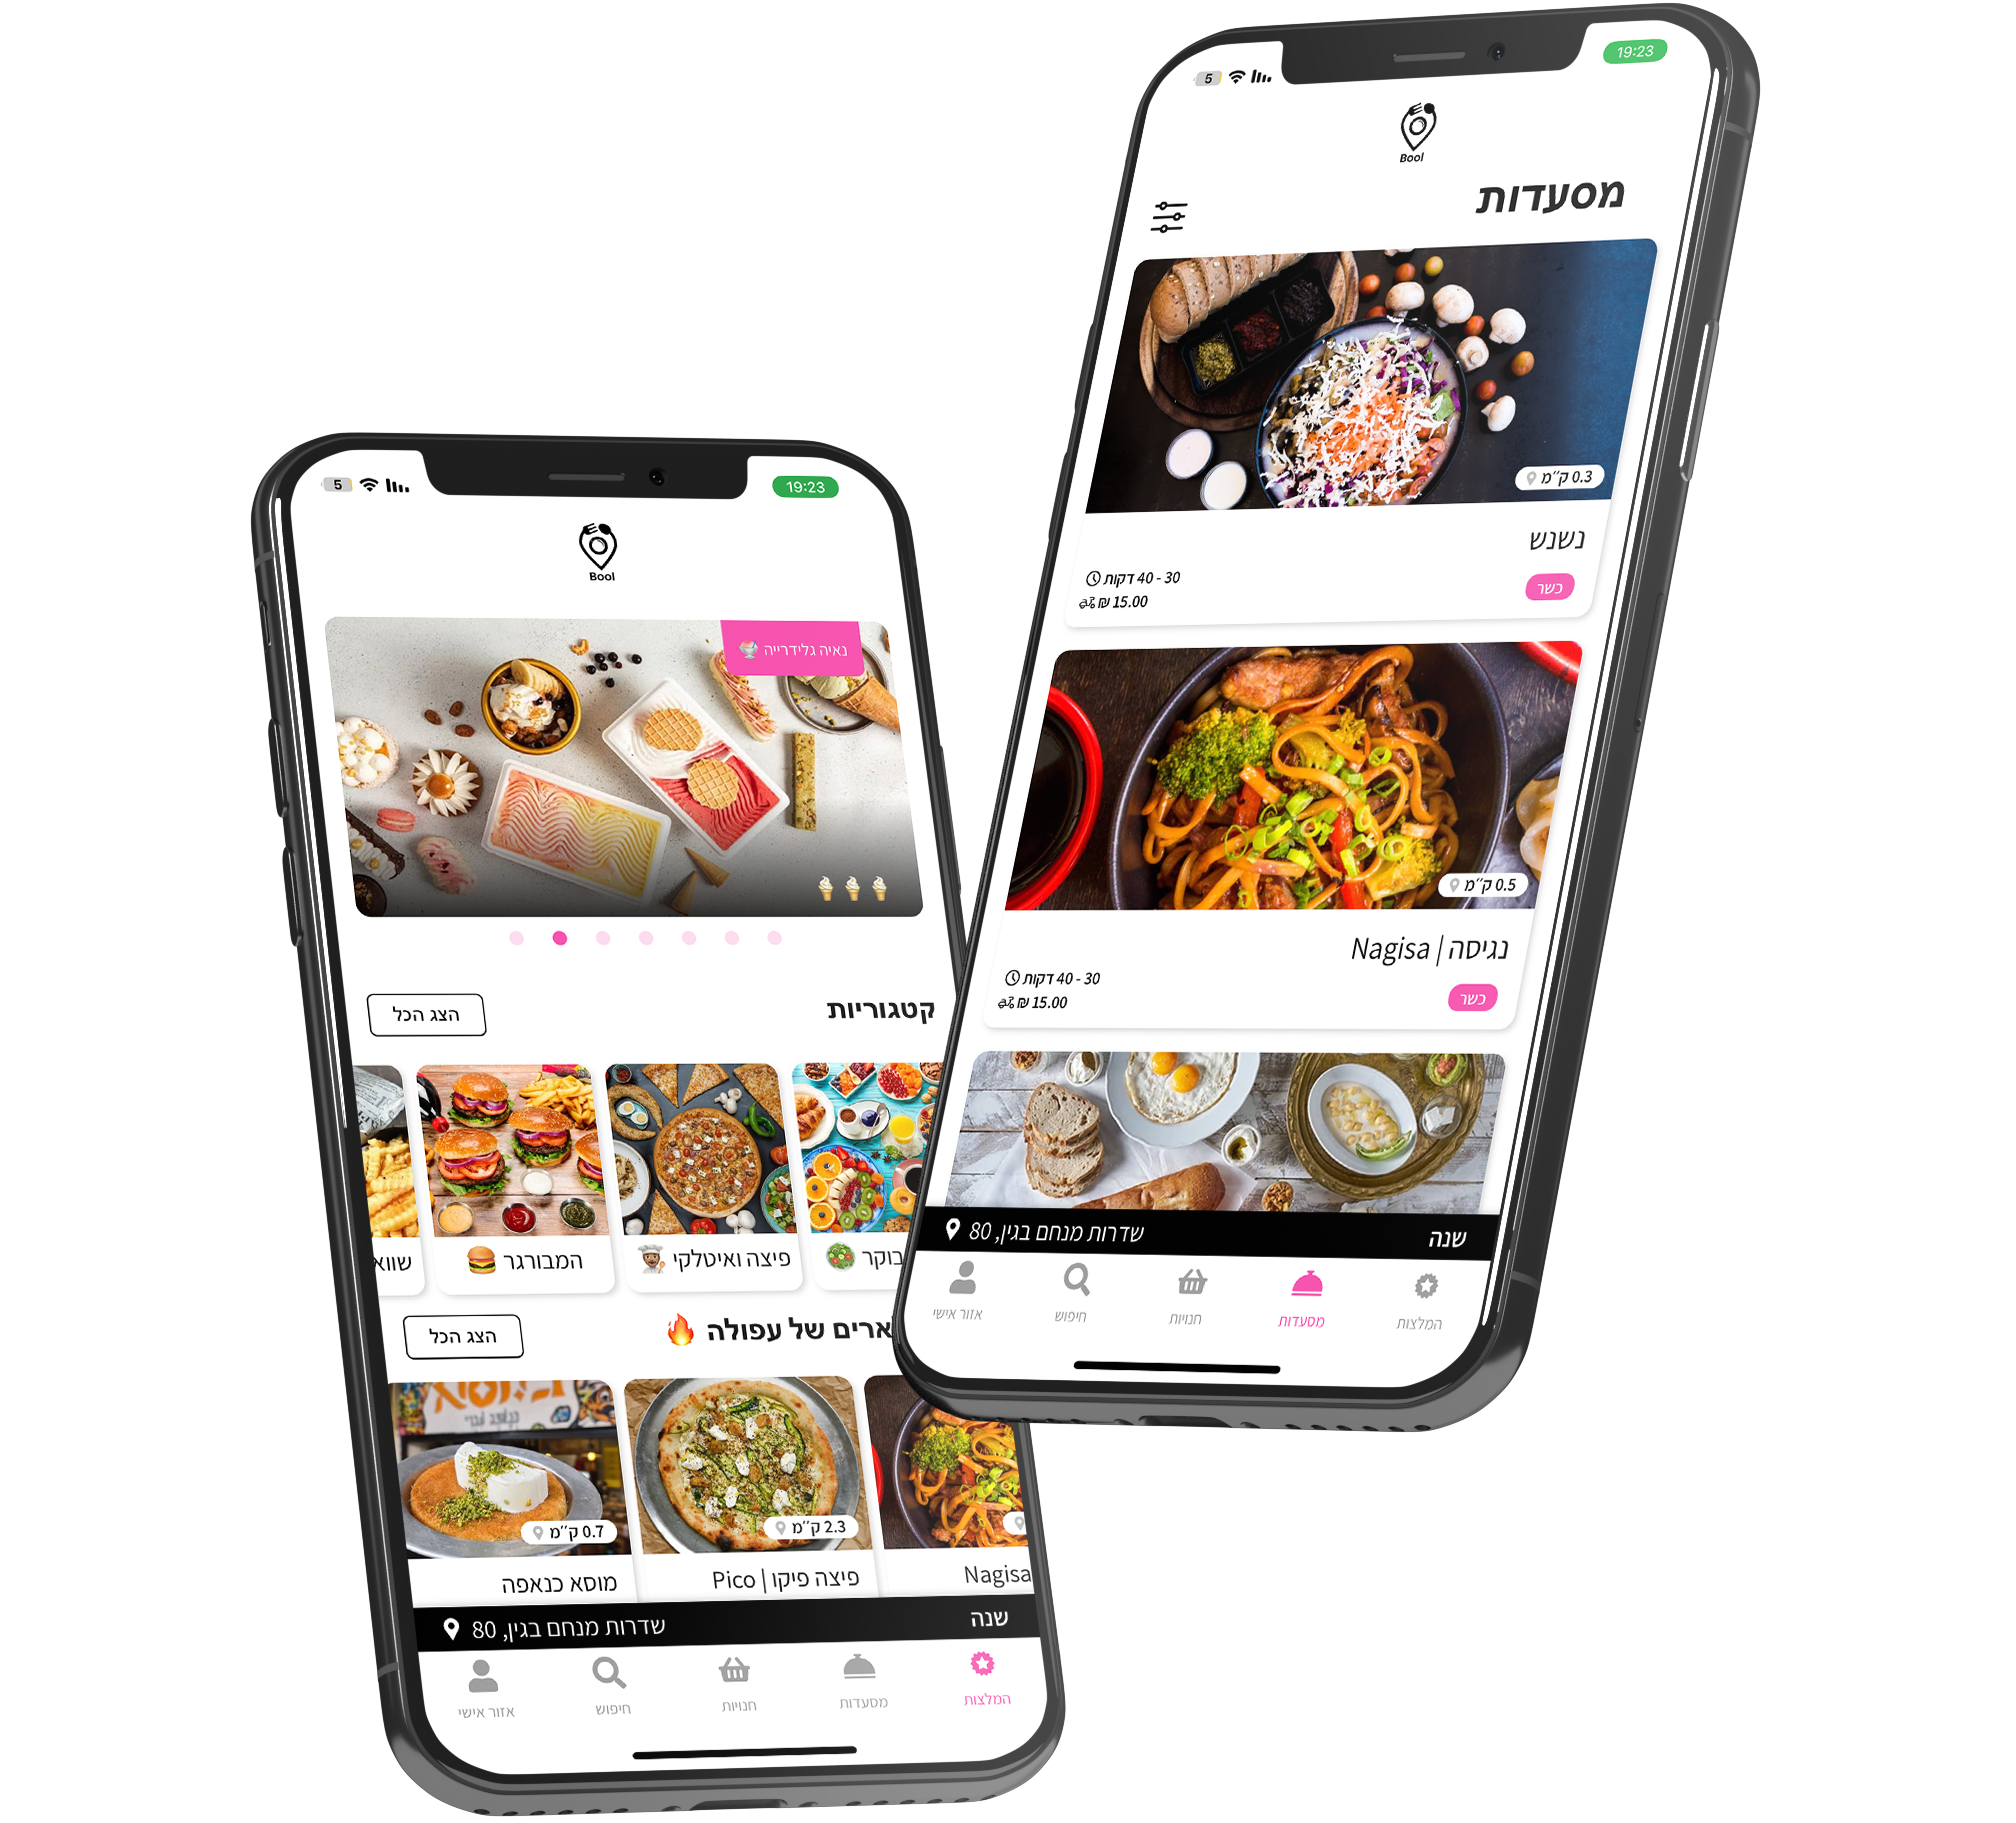 19:23
5
Bool
נאיה גלידרייה
קטגוריות
הצג הכל
בוקר
פיצה ואיטלקי
המבורגר
שווא
ארים של עפולה
הצג הכל
2.3 ק״מ
0.7 ק״מ
Nagisa
פיצה פיקו | Pico
מוסא כנאפה
שנה
שדרות מנחם בגין, 80
המלצות
מסעדות
חנויות
חיפוש
אזור אישי
19:23
5
Bool
מסעדות
0.3 ק״מ
נשנש
כשר
30 - 40 דקות
15.00 ₪
0.5 ק״מ
נגיסה | Nagisa
כשר
30 - 40 דקות
15.00 ₪
שנה
שדרות מנחם בגין, 80
המלצות
מסעדות
חנויות
חיפוש
אזור אישי